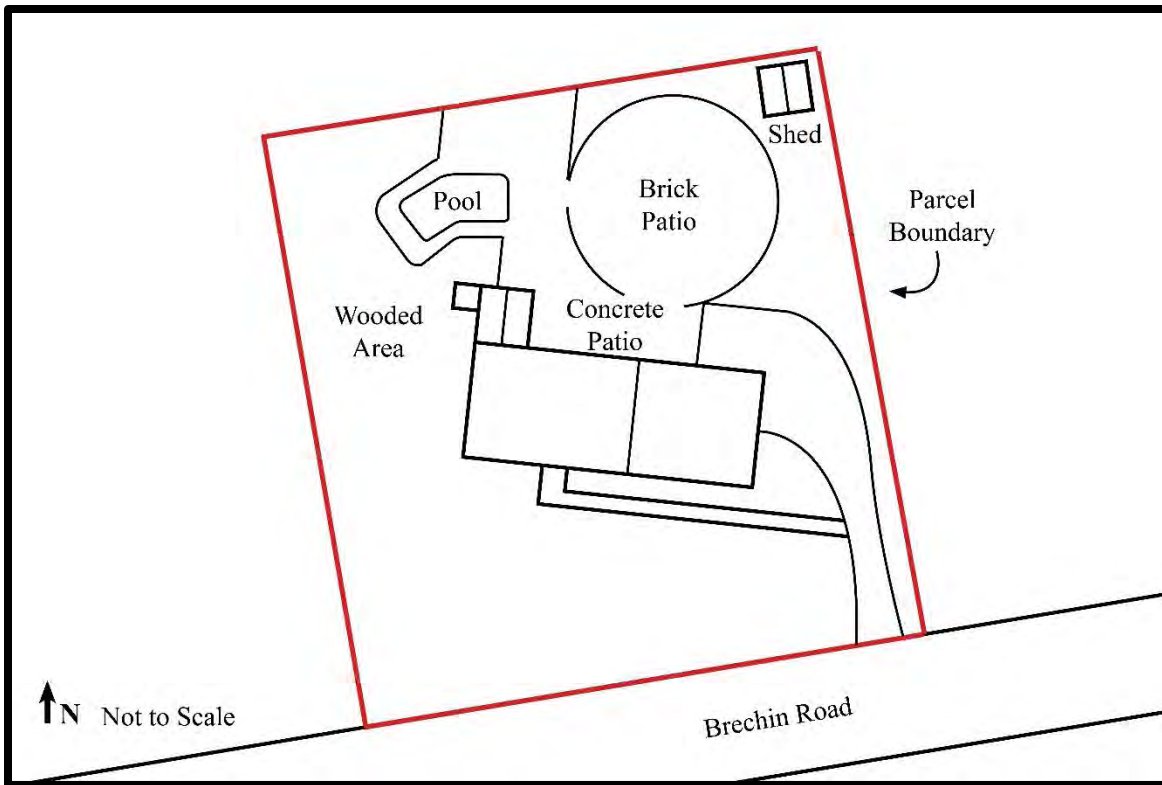 Shed
Pool
Brick
Patio
Parcel
Boundary
Wooded
Area
Concrete
Patio
N Not to Scale
Brechin Road